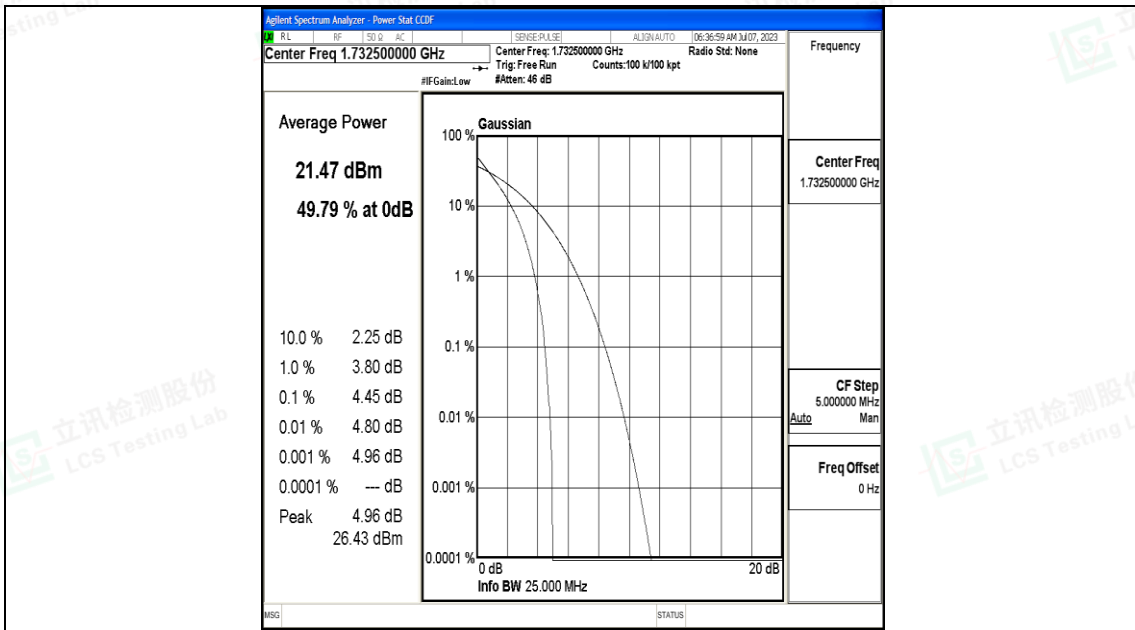 Agilent Spectrum Analyzer - Power Stat CCDF
RL RF 50 Ω AC SENSE:PULSE ALIGN AUTO 06:36:59 AM Jul 07, 2023
Center Freq 1.732500000 GHz
Center Freq: 1.732500000 GHz Radio Std: None
Trig: Free Run Counts:100 k/100 kpt
#IFGain:Low #Atten: 46 dB
Frequency
Average Power
21.47 dBm
49.79 % at 0dB
10.0 % 2.25 dB
1.0 % 3.80 dB
0.1 % 4.45 dB
0.01 % 4.80 dB
0.001 % 4.96 dB
0.0001 % --- dB
Peak 4.96 dB
26.43 dBm
Gaussian
100 %
10 %
1 %
0.1 %
0.01 %
0.001 %
0.0001 %
0 dB 20 dB
Info BW 25.000 MHz
Center Freq
1.732500000 GHz
CF Step
5.000000 MHz
Auto Man
Freq Offset
0 Hz
MSG STATUS
立讯检测股份
LCS Testing Lab
立讯检测股份
LCS Testing L